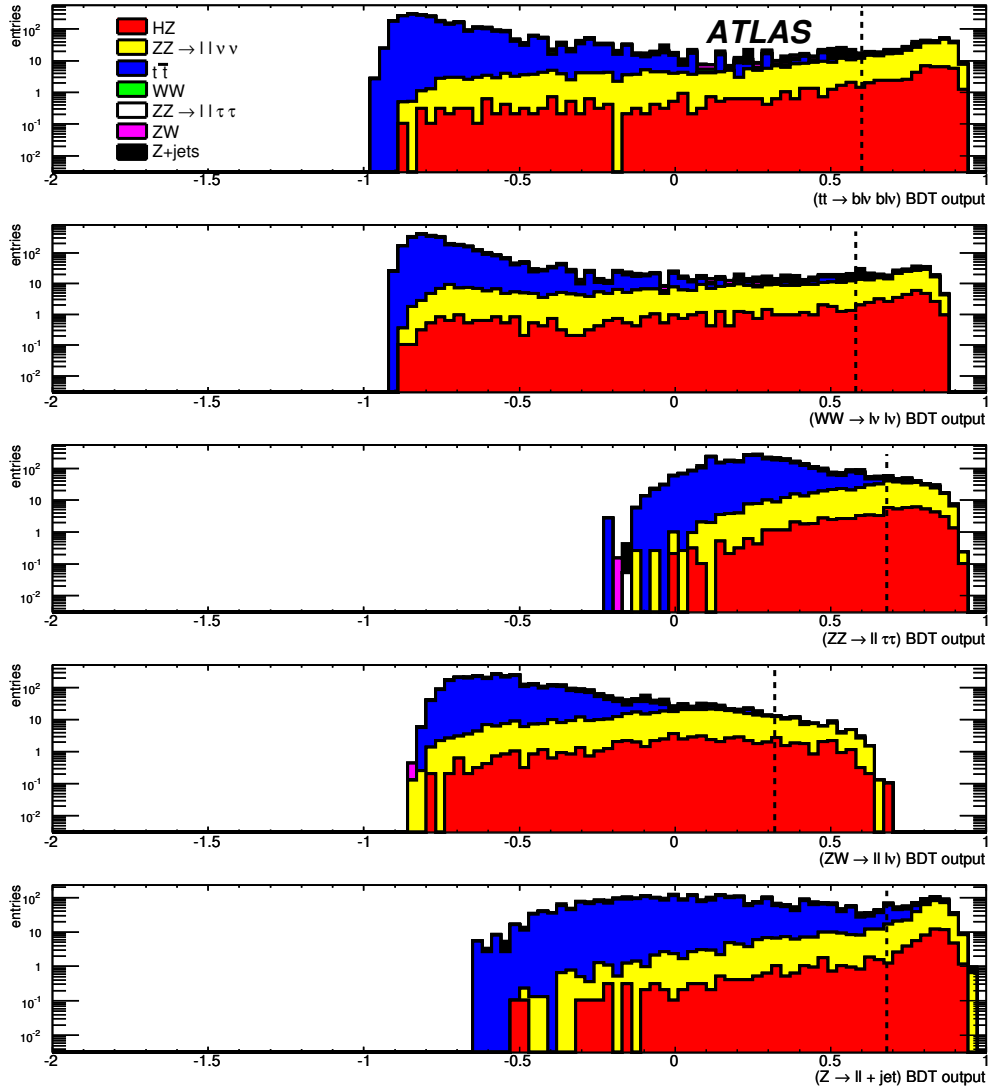 entries
10²
10
1
10⁻¹
10⁻²
HZ
ZZ → l l ν ν
t t̅
WW
ZZ → l l τ τ
ZW
Z+jets
ATLAS
-2 -1.5 -1 -0.5 0 0.5 1
(tt → blν blν) BDT output
entries
10²
10
1
10⁻¹
10⁻²
-2 -1.5 -1 -0.5 0 0.5 1
(WW → lν lν) BDT output
entries
10²
10
1
10⁻¹
10⁻²
-2 -1.5 -1 -0.5 0 0.5 1
(ZZ → ll ττ) BDT output
entries
10²
10
1
10⁻¹
10⁻²
-2 -1.5 -1 -0.5 0 0.5 1
(ZW → ll lν) BDT output
entries
10²
10
1
10⁻¹
10⁻²
-2 -1.5 -1 -0.5 0 0.5 1
(Z → ll + jet) BDT output